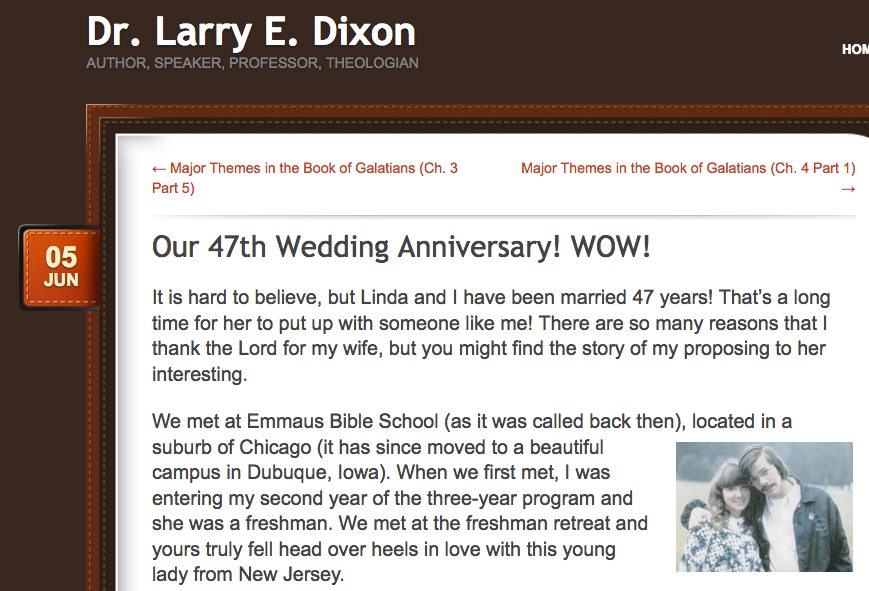 Dr. Larry E. Dixon
AUTHOR, SPEAKER, PROFESSOR, THEOLOGIAN
← Major Themes in the Book of Galatians (Ch. 3
Part 5)
Major Themes in the Book of Galatians (Ch. 4 Part 1)
→
05
JUN
Our 47th Wedding Anniversary! WOW!
It is hard to believe, but Linda and I have been married 47 years! That’s a long
time for her to put up with someone like me! There are so many reasons that I
thank the Lord for my wife, but you might find the story of my proposing to her
interesting.
We met at Emmaus Bible School (as it was called back then), located in a
suburb of Chicago (it has since moved to a beautiful
campus in Dubuque, Iowa). When we first met, I was
entering my second year of the three-year program and
she was a freshman. We met at the freshman retreat and
yours truly fell head over heels in love with this young
lady from New Jersey.